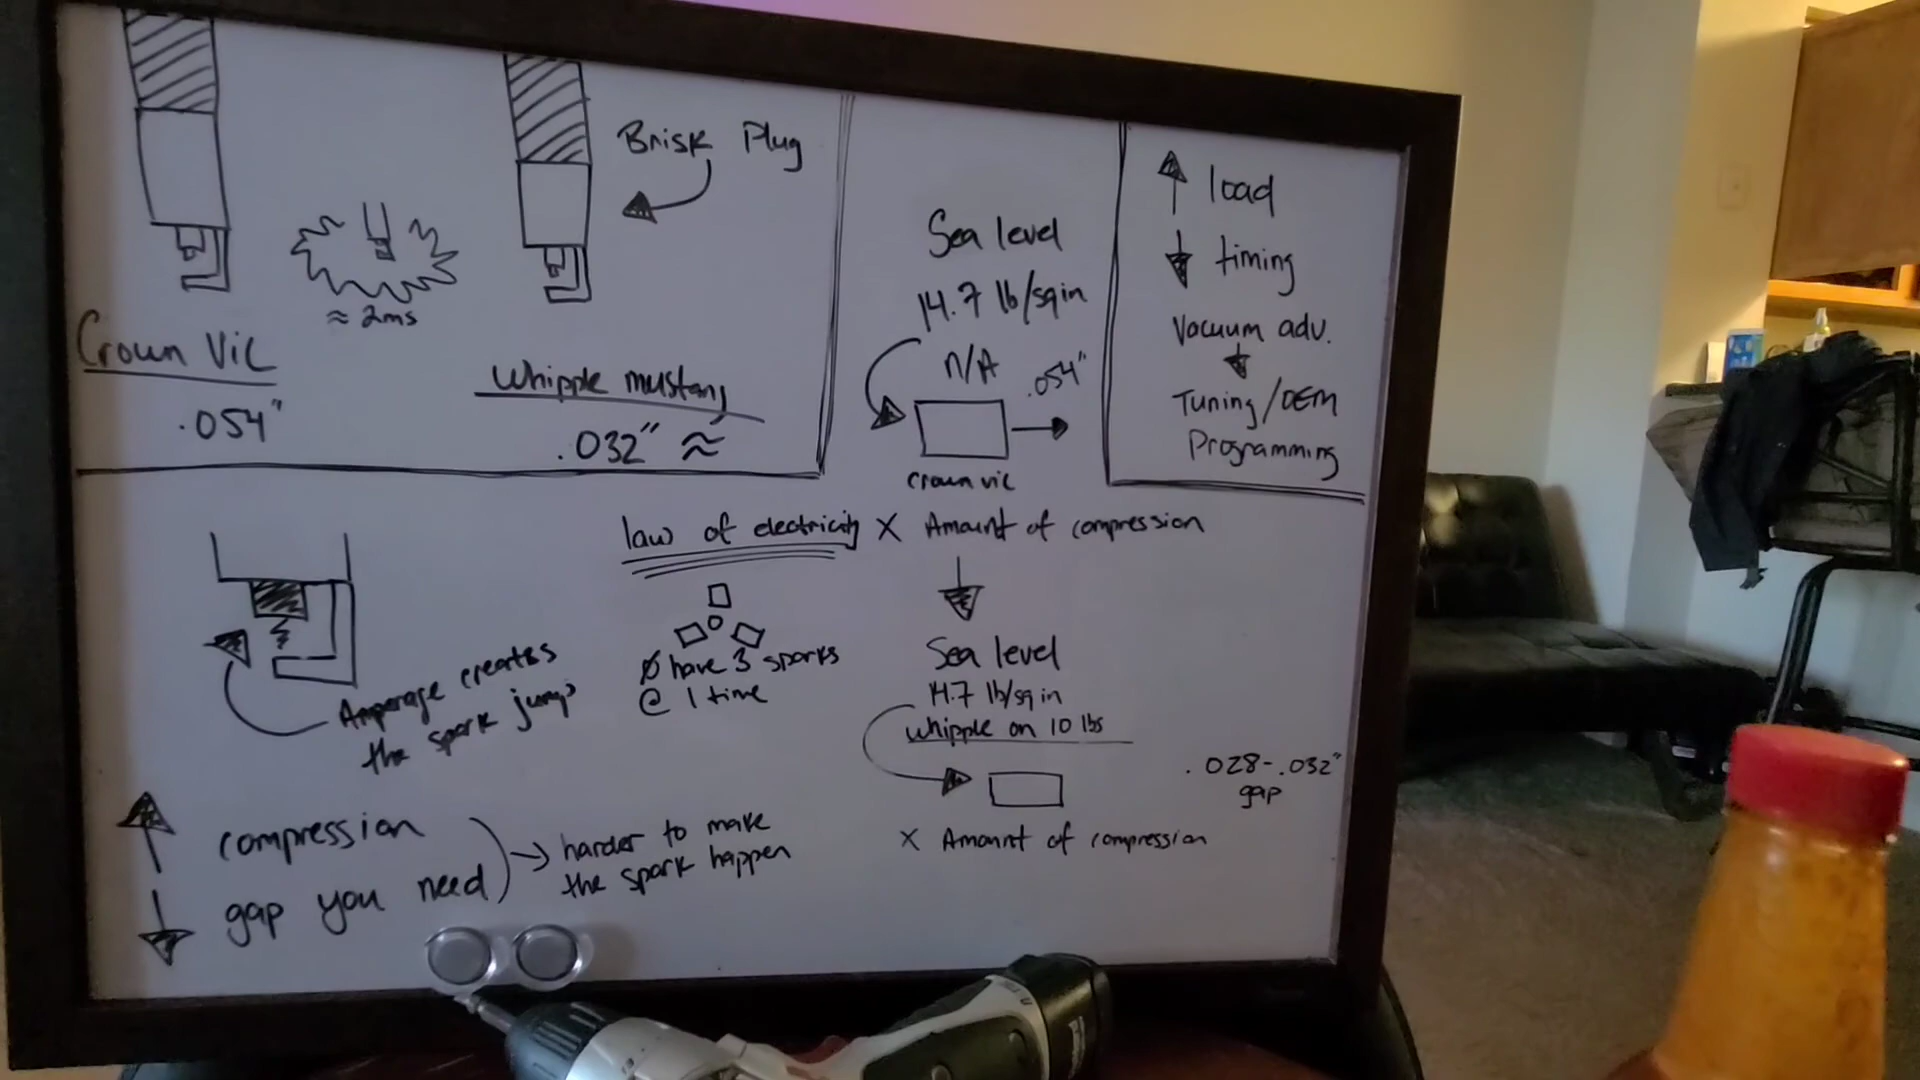 Brisk Plug
≈ 2ms
Crown Vic
.054"
Whipple mustang
.032" ≈
Sea level
14.7 lb/sqin
N/A
.054"
crown vic
load
timing
Vacuum adv.
Tuning/OEM
Programming
law of electricity X Amount of compression
Amperage creates
the spark jump
Ø have 3 sparks
@ 1 time
Sea level
14.7 lb/sqin
whipple on 10 lbs
.028-.032"
gap
X Amount of compression
compression
gap you need
harder to make
the spark happen